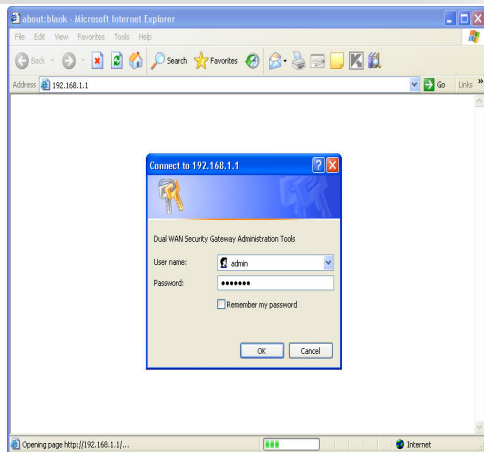 about:blank - Microsoft Internet Explorer
File Edit View Favorites Tools Help
Back Search Favorites
Address 192.168.1.1 Go Links »
Connect to 192.168.1.1
Dual WAN Security Gateway Administration Tools
User name: admin
Password: •••••••
Remember my password
OK Cancel
Opening page http://192.168.1.1/... Internet